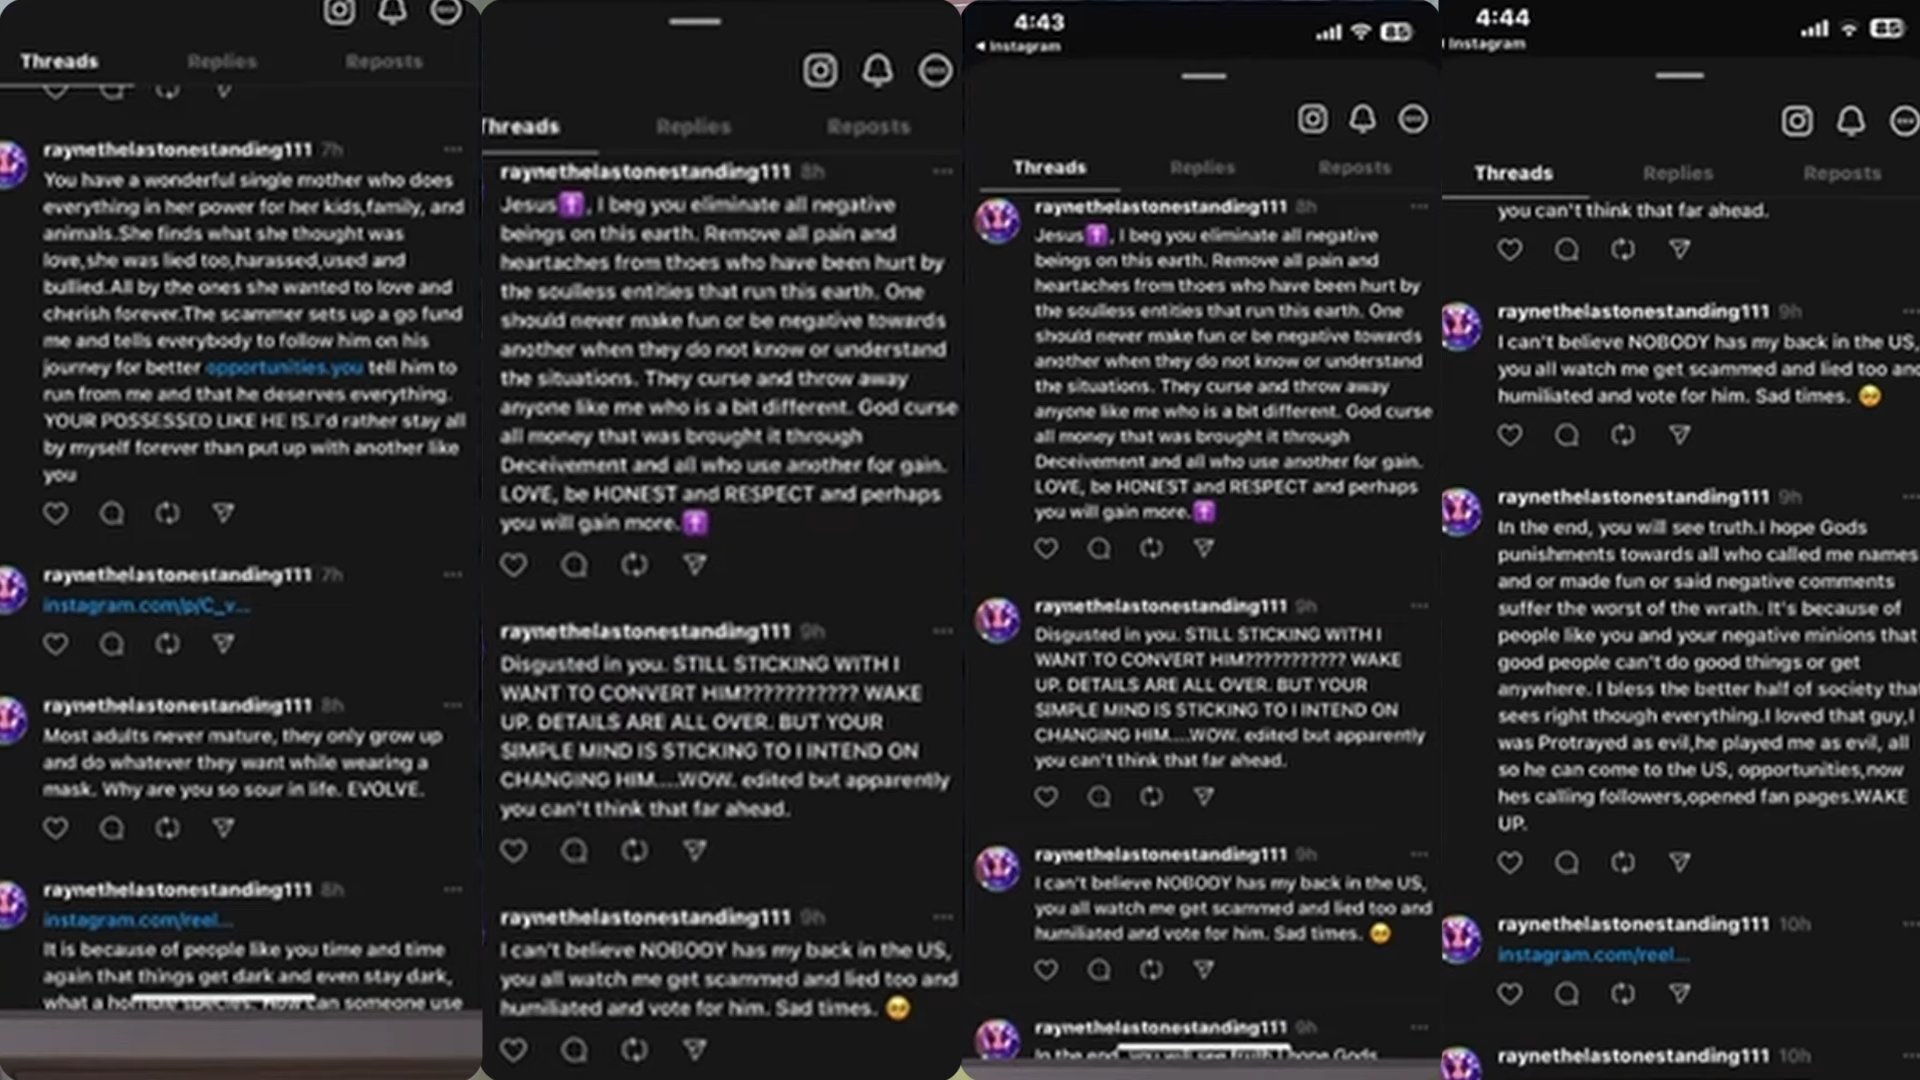 Threads Replies Reposts
raynethelastonestanding111 7h
You have a wonderful single mother who does
everything in her power for her kids,family, and
animals.She finds what she thought was
love,she was lied too,harassed,used and
bullied.All by the ones she wanted to love and
cherish forever.The scammer sets up a go fund
me and tells everybody to follow him on his
journey for better opportunities.you tell him to
run from me and that he deserves everything.
YOUR POSSESSED LIKE HE IS.I'd rather stay all
by myself forever than put up with another like
you
raynethelastonestanding111 7h
instagram.com/p/C_v...
raynethelastonestanding111 8h
Most adults never mature, they only grow up
and do whatever they want while wearing a
mask. Why are you so sour in life. EVOLVE.
raynethelastonestanding111 8h
instagram.com/reel...
It is because of people like you time and time
again that things get dark and even stay dark,
what a horrible species. How can someone use
Threads Replies Reposts
raynethelastonestanding111 8h
Jesus✝️, I beg you eliminate all negative
beings on this earth. Remove all pain and
heartaches from thoes who have been hurt by
the soulless entities that run this earth. One
should never make fun or be negative towards
another when they do not know or understand
the situations. They curse and throw away
anyone like me who is a bit different. God curse
all money that was brought it through
Deceivement and all who use another for gain.
LOVE, be HONEST and RESPECT and perhaps
you will gain more.✝️
raynethelastonestanding111 9h
Disgusted in you. STILL STICKING WITH I
WANT TO CONVERT HIM??????????? WAKE
UP. DETAILS ARE ALL OVER. BUT YOUR
SIMPLE MIND IS STICKING TO I INTEND ON
CHANGING HIM....WOW. edited but apparently
you can't think that far ahead.
raynethelastonestanding111 9h
I can't believe NOBODY has my back in the US,
you all watch me get scammed and lied too and
humiliated and vote for him. Sad times. 🥺
4:43 85
Instagram
Threads Replies Reposts
raynethelastonestanding111 8h
Jesus✝️, I beg you eliminate all negative
beings on this earth. Remove all pain and
heartaches from thoes who have been hurt by
the soulless entities that run this earth. One
should never make fun or be negative towards
another when they do not know or understand
the situations. They curse and throw away
anyone like me who is a bit different. God curse
all money that was brought it through
Deceivement and all who use another for gain.
LOVE, be HONEST and RESPECT and perhaps
you will gain more.✝️
raynethelastonestanding111 9h
Disgusted in you. STILL STICKING WITH I
WANT TO CONVERT HIM??????????? WAKE
UP. DETAILS ARE ALL OVER. BUT YOUR
SIMPLE MIND IS STICKING TO I INTEND ON
CHANGING HIM....WOW. edited but apparently
you can't think that far ahead.
raynethelastonestanding111 9h
I can't believe NOBODY has my back in the US,
you all watch me get scammed and lied too and
humiliated and vote for him. Sad times. 🥺
raynethelastonestanding111 9h
In the end, you will see truth.I hope Gods
4:44 85
Instagram
Threads Replies Reposts
you can't think that far ahead.
raynethelastonestanding111 9h
I can't believe NOBODY has my back in the US,
you all watch me get scammed and lied too and
humiliated and vote for him. Sad times. 🥺
raynethelastonestanding111 9h
In the end, you will see truth.I hope Gods
punishments towards all who called me names
and or made fun or said negative comments
suffer the worst of the wrath. It's because of
people like you and your negative minions that
good people can't do good things or get
anywhere. I bless the better half of society that
sees right though everything.I loved that guy,I
was Protrayed as evil,he played me as evil, all
so he can come to the US, opportunities,now
hes calling followers,opened fan pages.WAKE
UP.
raynethelastonestanding111 10h
instagram.com/reel...
raynethelastonestanding111 10h